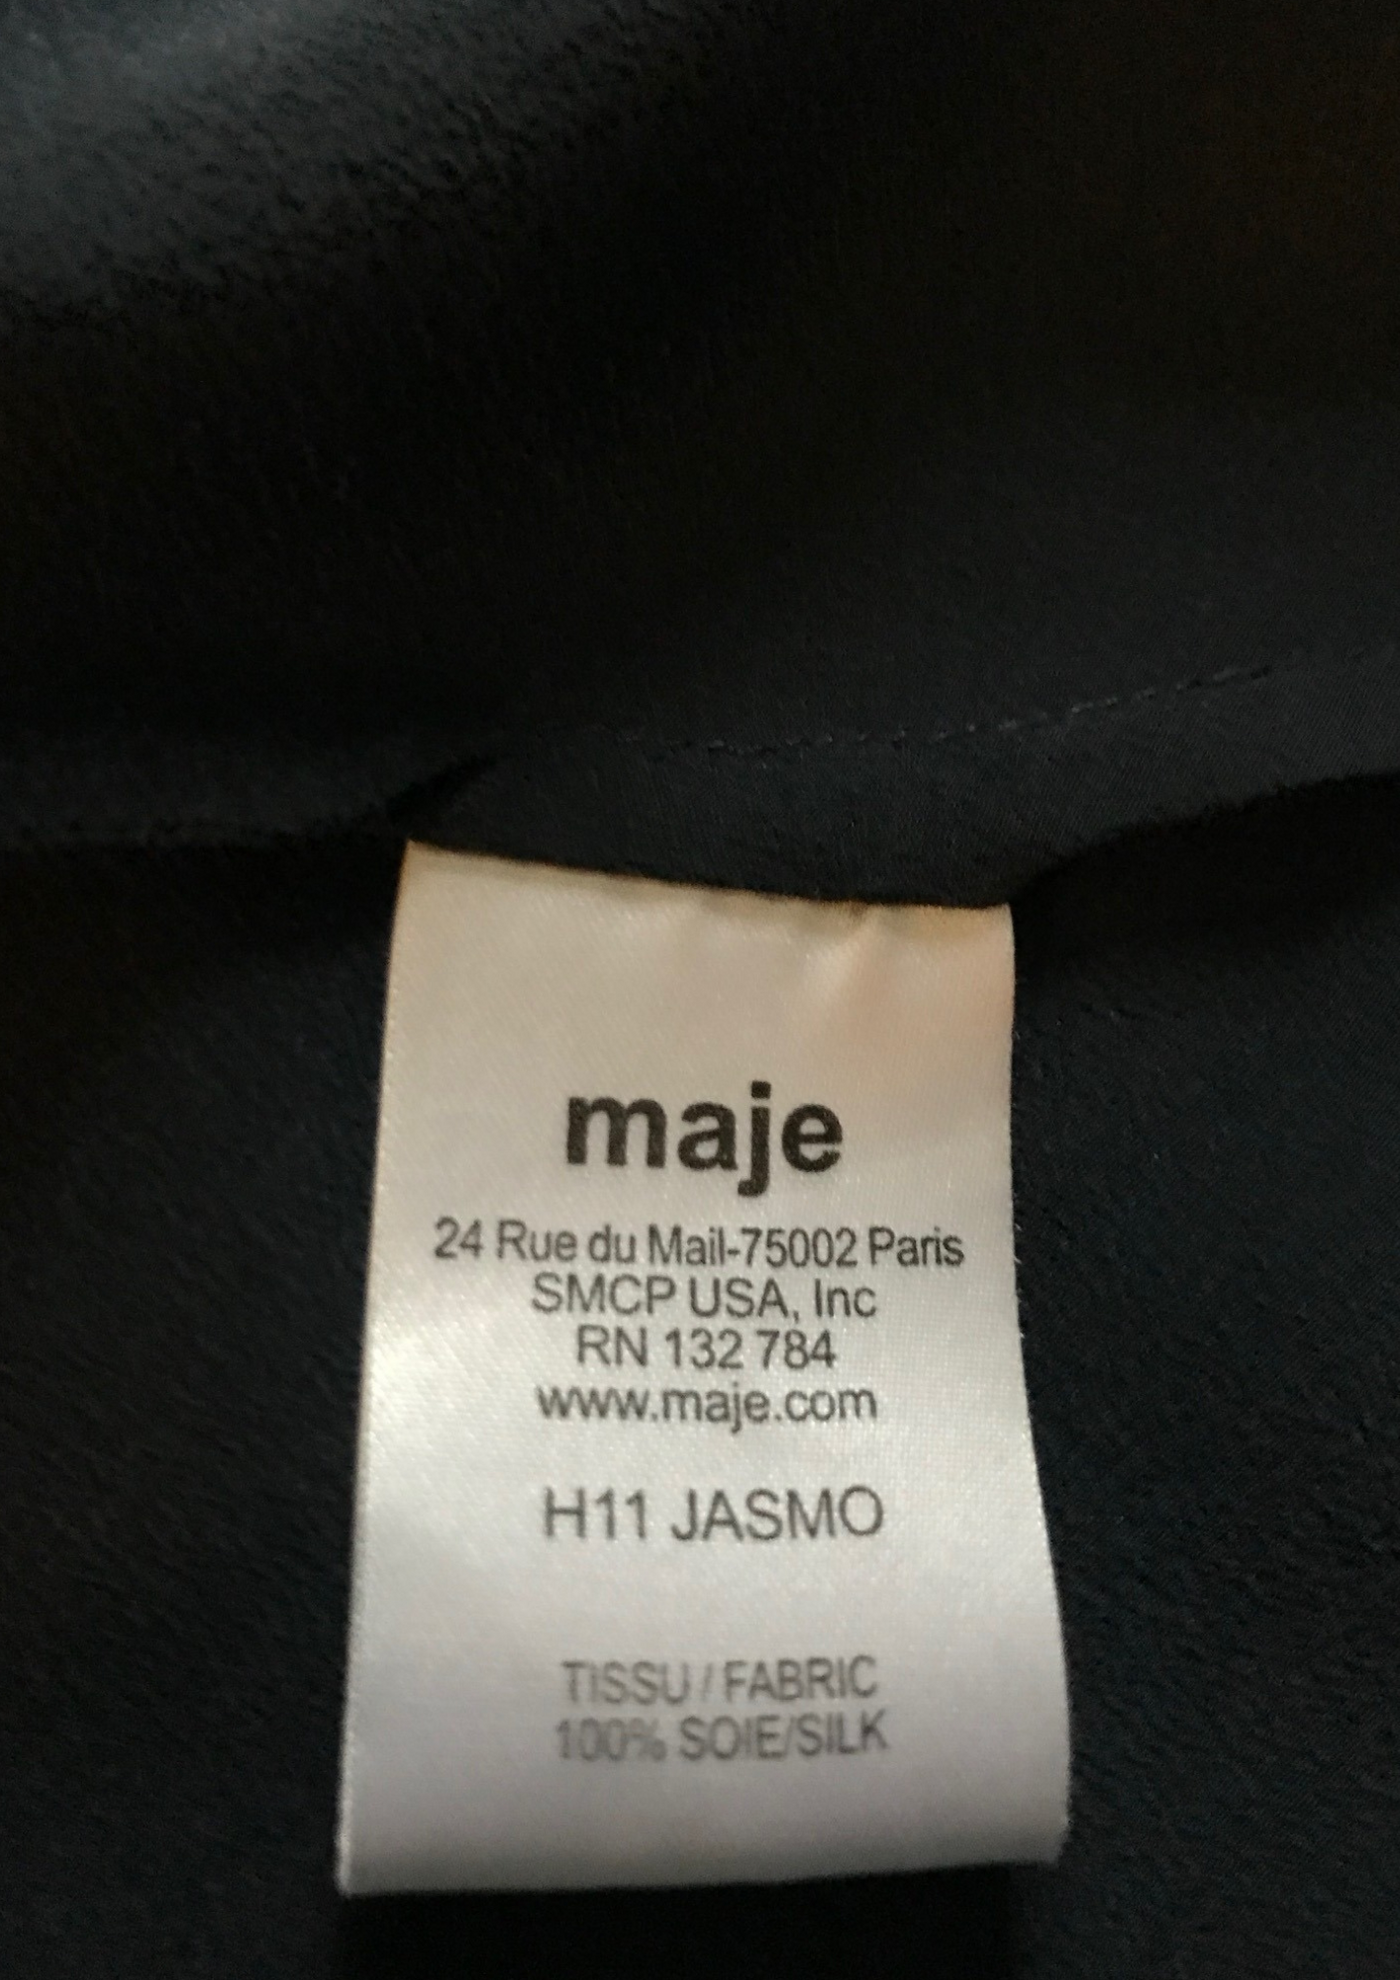 maje
24 Rue du Mail-75002 Paris
SMCP USA, Inc
RN 132 784
www.maje.com
H11 JASMO
TISSU / FABRIC
100% SOIE/SILK